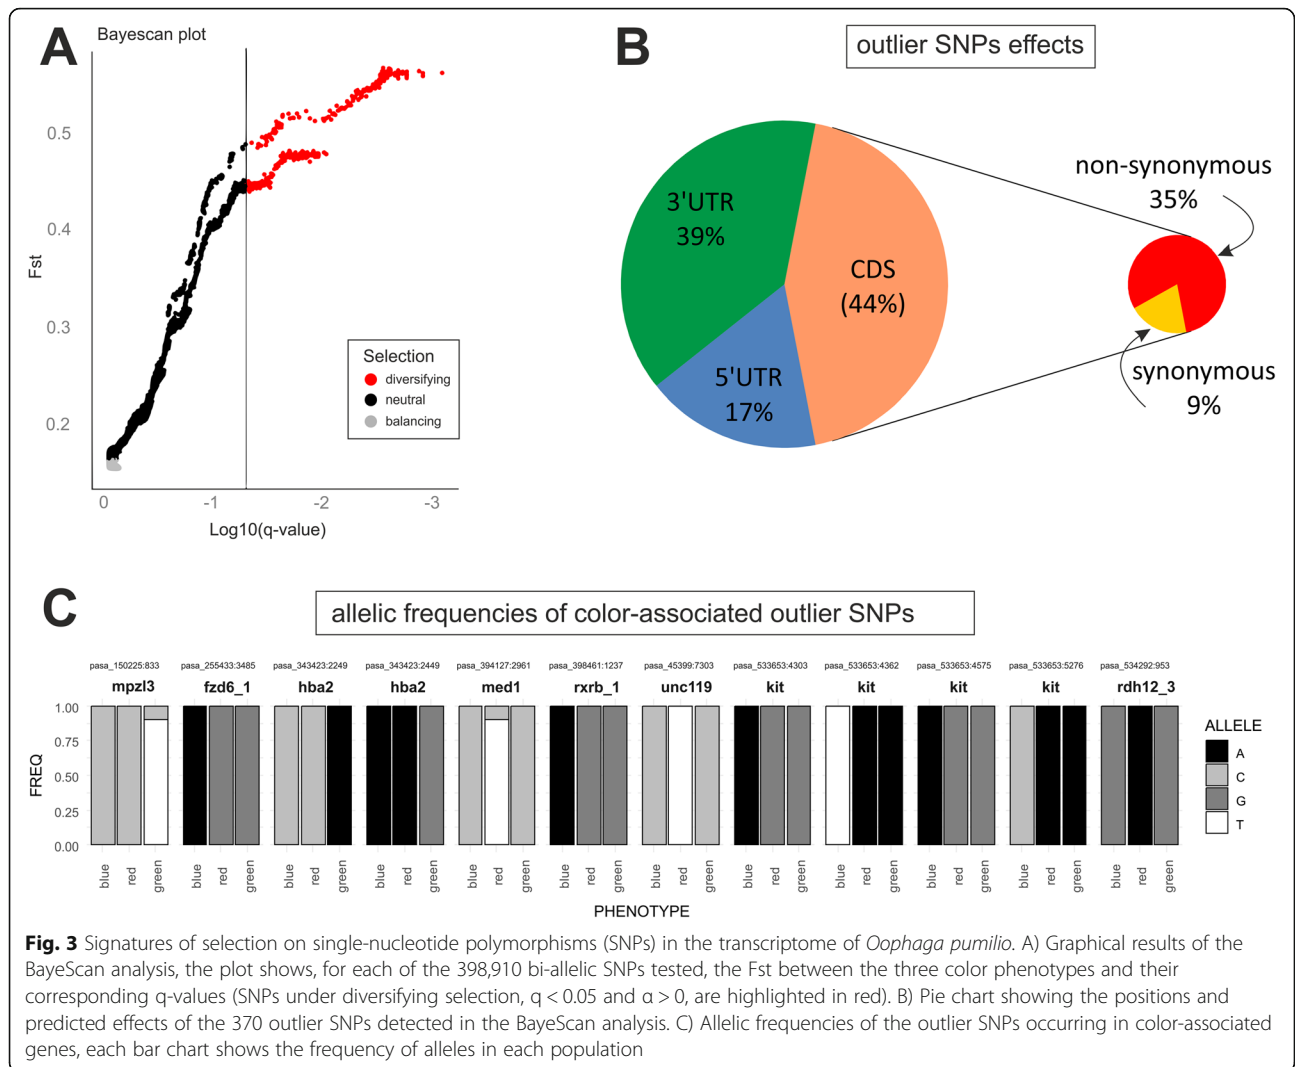 A
Bayescan plot
Fst
0.5
0.4
0.3
0.2
Selection
diversifying
neutral
balancing
0 -1 -2 -3
Log10(q-value)
B
outlier SNPs effects
3'UTR
39%
CDS
(44%)
5'UTR
17%
non-synonymous
35%
synonymous
9%
C
allelic frequencies of color-associated outlier SNPs
pasa_150225:833 pasa_255433:3485 pasa_343423:2249 pasa_343423:2449 pasa_394127:2961 pasa_398461:1237 pasa_45399:7303 pasa_533653:4303 pasa_533653:4362 pasa_533653:4575 pasa_533653:5276 pasa_534292:953
mpzl3 fzd6_1 hba2 hba2 med1 rxrb_1 unc119 kit kit kit kit rdh12_3
FREQ
1.00
0.75
0.50
0.25
0.00
blue red green blue red green blue red green blue red green blue red green blue red green blue red green blue red green blue red green blue red green blue red green blue red green
PHENOTYPE
ALLELE
A
C
G
T
Fig. 3 Signatures of selection on single-nucleotide polymorphisms (SNPs) in the transcriptome of Oophaga pumilio. A) Graphical results of the
BayeScan analysis, the plot shows, for each of the 398,910 bi-allelic SNPs tested, the Fst between the three color phenotypes and their
corresponding q-values (SNPs under diversifying selection, q < 0.05 and α > 0, are highlighted in red). B) Pie chart showing the positions and
predicted effects of the 370 outlier SNPs detected in the BayeScan analysis. C) Allelic frequencies of the outlier SNPs occurring in color-associated
genes, each bar chart shows the frequency of alleles in each population